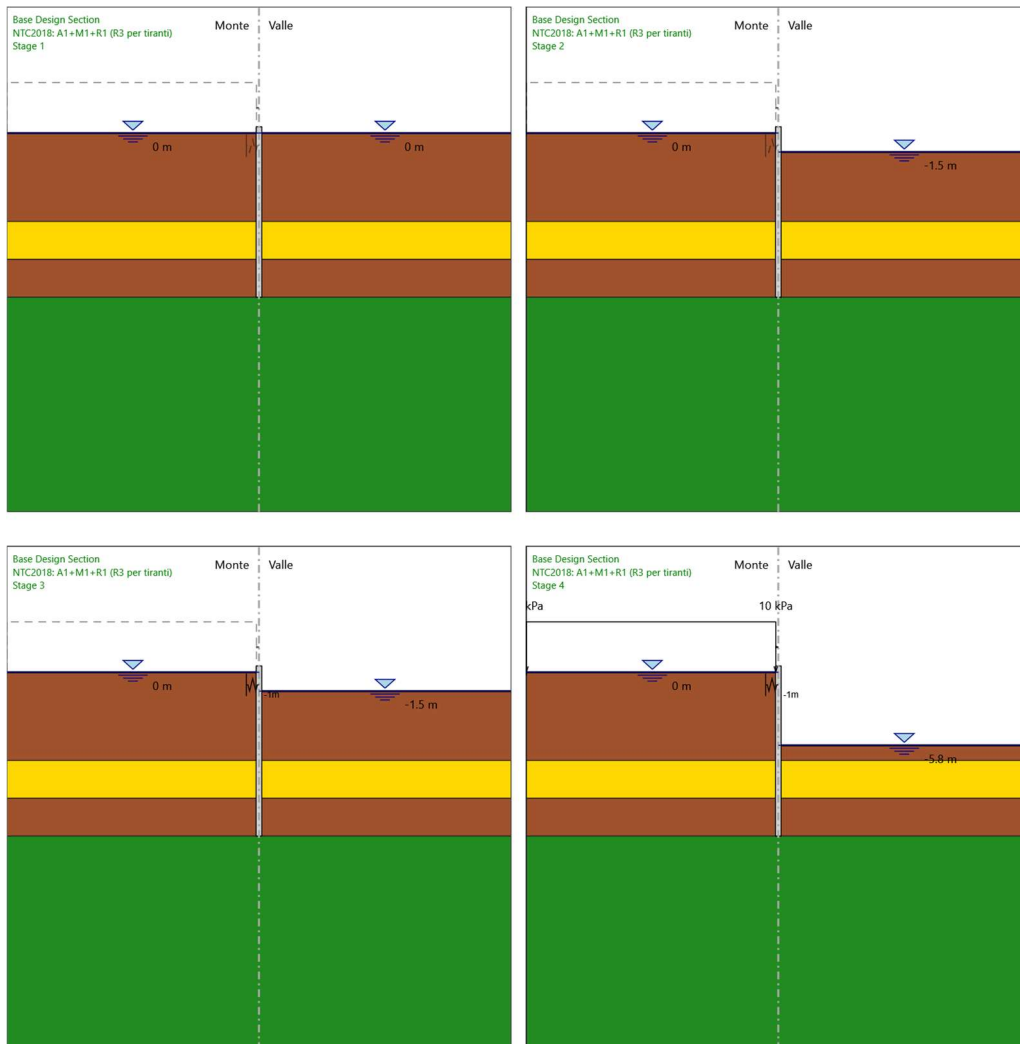 Base Design Section
NTC2018: A1+M1+R1 (R3 per tiranti)
Stage 1
Monte
Valle
0 m
0 m
Base Design Section
NTC2018: A1+M1+R1 (R3 per tiranti)
Stage 2
Monte
Valle
0 m
-1.5 m
Base Design Section
NTC2018: A1+M1+R1 (R3 per tiranti)
Stage 3
Monte
Valle
0 m
-1m
-1.5 m
Base Design Section
NTC2018: A1+M1+R1 (R3 per tiranti)
Stage 4
Monte
Valle
kPa
10 kPa
0 m
-1m
-5.8 m